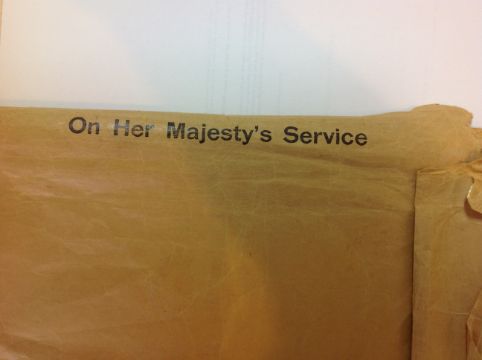 On Her Majesty's Service